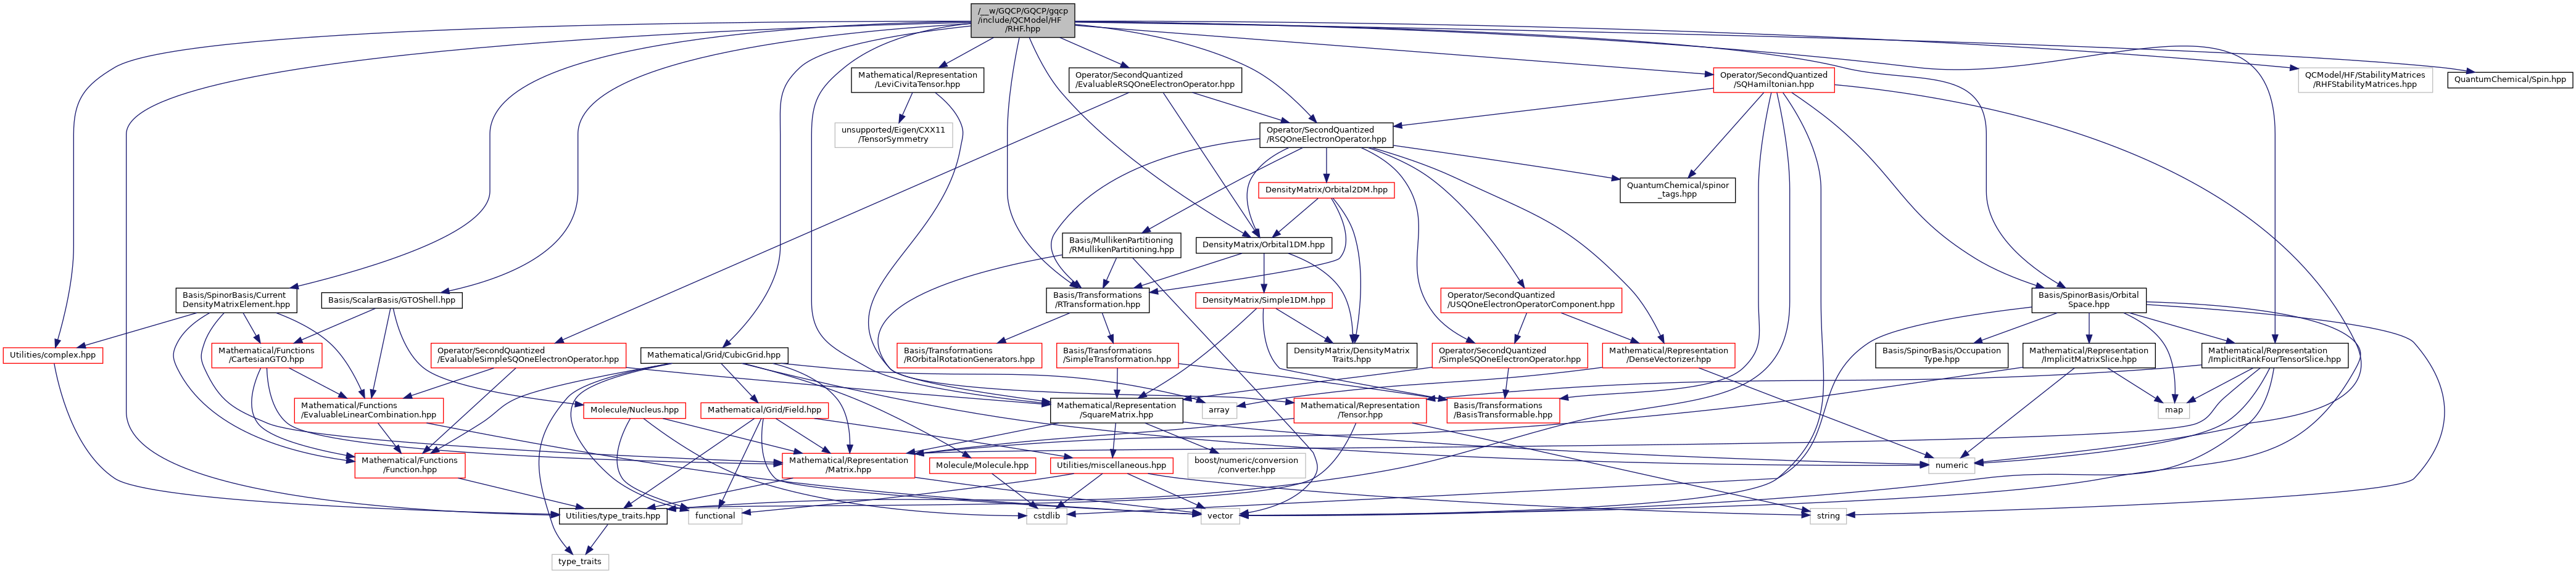 /__w/GQCP/GQCP/gqcp
/include/QCModel/HF
/RHF.hpp
Mathematical/Representation
/LeviCivitaTensor.hpp
Operator/SecondQuantized
/EvaluableRSQOneElectronOperator.hpp
Operator/SecondQuantized
/SQHamiltonian.hpp
QCModel/HF/StabilityMatrices
/RHFStabilityMatrices.hpp
QuantumChemical/Spin.hpp
unsupported/Eigen/CXX11
/TensorSymmetry
Operator/SecondQuantized
/RSQOneElectronOperator.hpp
DensityMatrix/Orbital2DM.hpp
QuantumChemical/spinor
_tags.hpp
Basis/MullikenPartitioning
/RMullikenPartitioning.hpp
DensityMatrix/Orbital1DM.hpp
Basis/SpinorBasis/Current
DensityMatrixElement.hpp
Basis/ScalarBasis/GTOShell.hpp
Basis/Transformations
/RTransformation.hpp
DensityMatrix/Simple1DM.hpp
Operator/SecondQuantized
/USQOneElectronOperatorComponent.hpp
Basis/SpinorBasis/Orbital
Space.hpp
Utilities/complex.hpp
Mathematical/Functions
/CartesianGTO.hpp
Operator/SecondQuantized
/EvaluableSimpleSQOneElectronOperator.hpp
Mathematical/Grid/CubicGrid.hpp
Basis/Transformations
/ROrbitalRotationGenerators.hpp
Basis/Transformations
/SimpleTransformation.hpp
DensityMatrix/DensityMatrix
Traits.hpp
Operator/SecondQuantized
/SimpleSQOneElectronOperator.hpp
Mathematical/Representation
/DenseVectorizer.hpp
Basis/SpinorBasis/Occupation
Type.hpp
Mathematical/Representation
/ImplicitMatrixSlice.hpp
Mathematical/Representation
/ImplicitRankFourTensorSlice.hpp
Mathematical/Functions
/EvaluableLinearCombination.hpp
Molecule/Nucleus.hpp
Mathematical/Grid/Field.hpp
Mathematical/Representation
/SquareMatrix.hpp
array
Mathematical/Representation
/Tensor.hpp
Basis/Transformations
/BasisTransformable.hpp
map
Mathematical/Functions
/Function.hpp
Mathematical/Representation
/Matrix.hpp
Molecule/Molecule.hpp
Utilities/miscellaneous.hpp
boost/numeric/conversion
/converter.hpp
numeric
Utilities/type_traits.hpp
functional
cstdlib
vector
string
type_traits